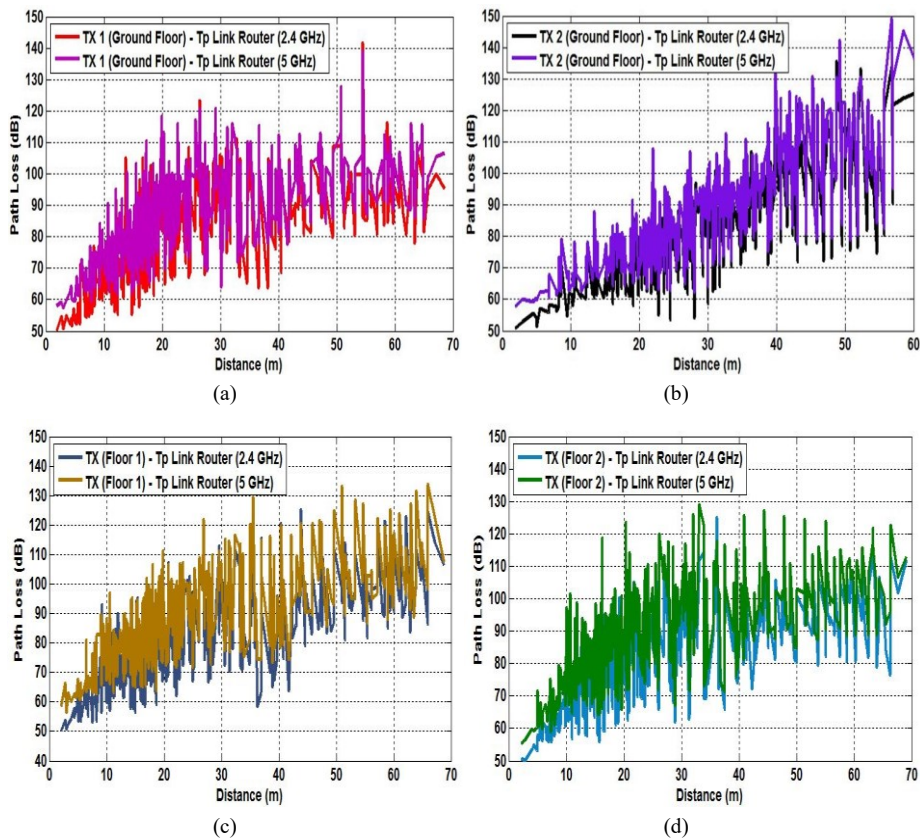 150
140
130
120
110
100
90
80
70
60
50
Path Loss (dB)
TX 1 (Ground Floor) - Tp Link Router (2.4 GHz)
TX 1 (Ground Floor) - Tp Link Router (5 GHz)
0 10 20 30 40 50 60 70
Distance (m)
(a)
150
140
130
120
110
100
90
80
70
60
50
Path Loss (dB)
TX 2 (Ground Floor) - Tp Link Router (2.4 GHz)
TX 2 (Ground Floor) - Tp Link Router (5 GHz)
0 10 20 30 40 50 60
Distance (m)
(b)
150
140
130
120
110
100
90
80
70
60
50
40
Path Loss (dB)
TX (Floor 1) - Tp Link Router (2.4 GHz)
TX (Floor 1) - Tp Link Router (5 GHz)
0 10 20 30 40 50 60 70
Distance (m)
(c)
150
140
130
120
110
100
90
80
70
60
50
Path Loss (dB)
TX (Floor 2) - Tp Link Router (2.4 GHz)
TX (Floor 2) - Tp Link Router (5 GHz)
0 10 20 30 40 50 60 70
Distance (m)
(d)